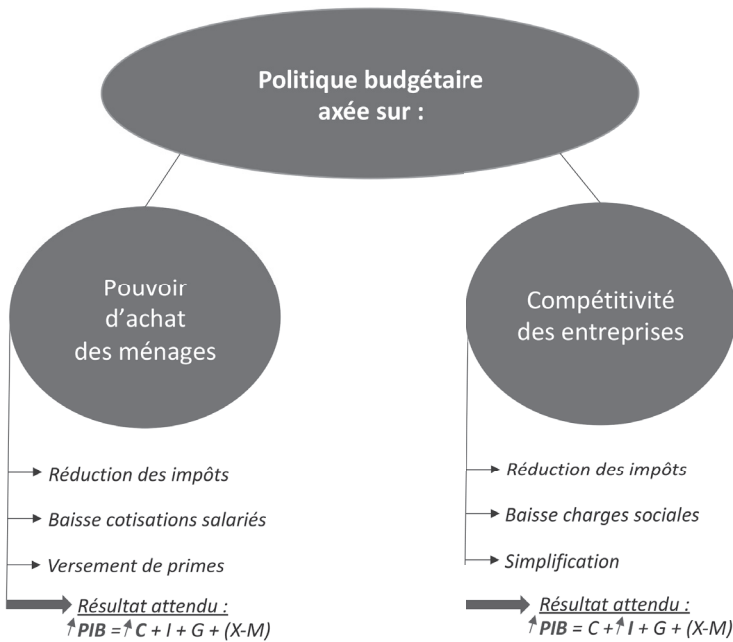 Politique budgétaire
axée sur :
Pouvoir
d’achat
des ménages
Réduction des impôts
Baisse cotisations salariés
Versement de primes
Résultat attendu :
PIB = C + I + G + (X-M)
Compétitivité
des entreprises
Réduction des impôts
Baisse charges sociales
Simplification
Résultat attendu :
PIB = C + I + G + (X-M)